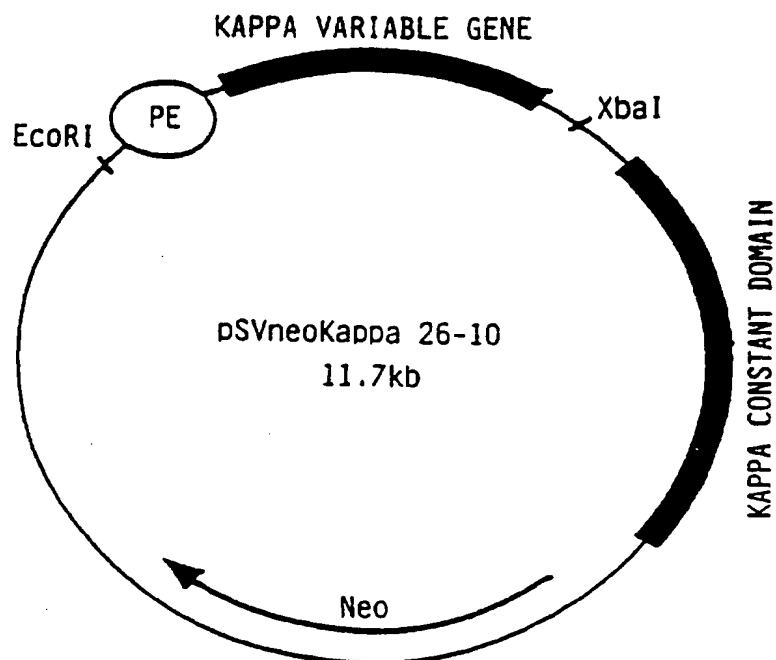 KAPPA VARIABLE GENE
PE
XbaI
EcoRI
pSVneoKappa 26-10
11.7kb
KAPPA CONSTANT DOMAIN
Neo